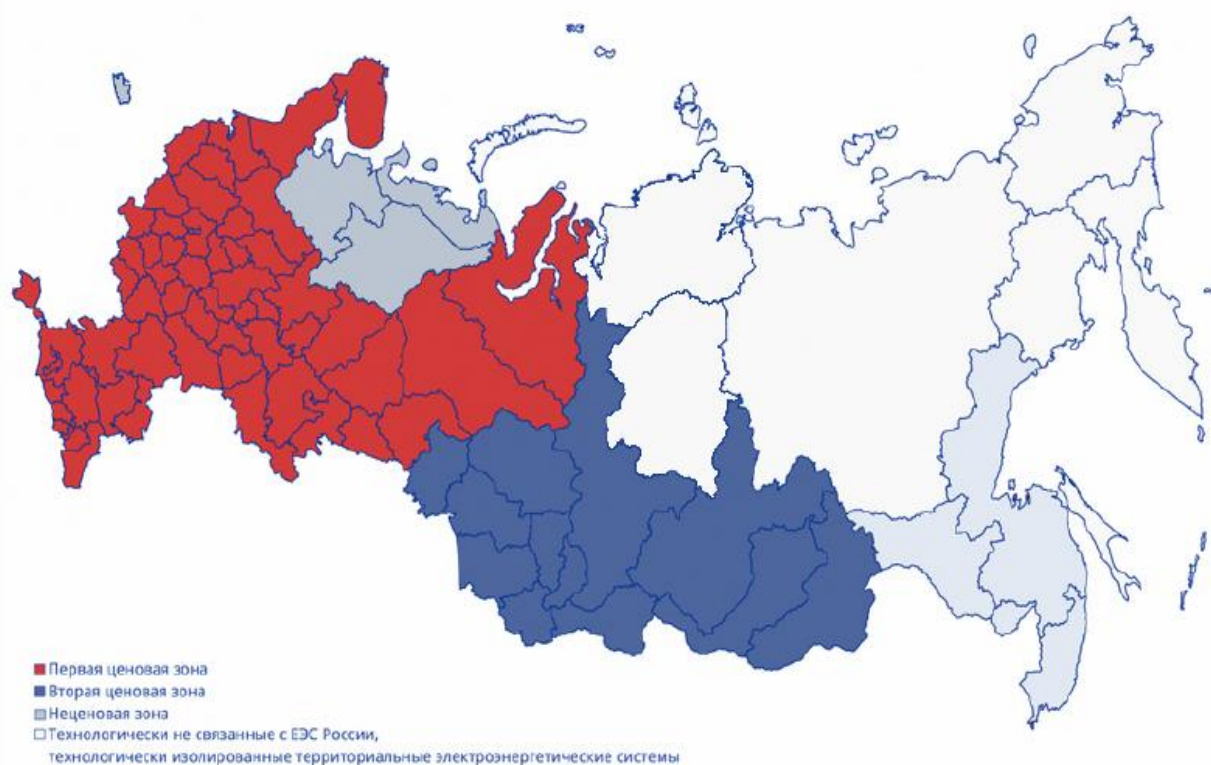 Первая ценовая зона
Вторая ценовая зона
Неценовая зона
Технологически не связанные с ЕЭС России,
технологически изолированные территориальные электроэнергетические системы